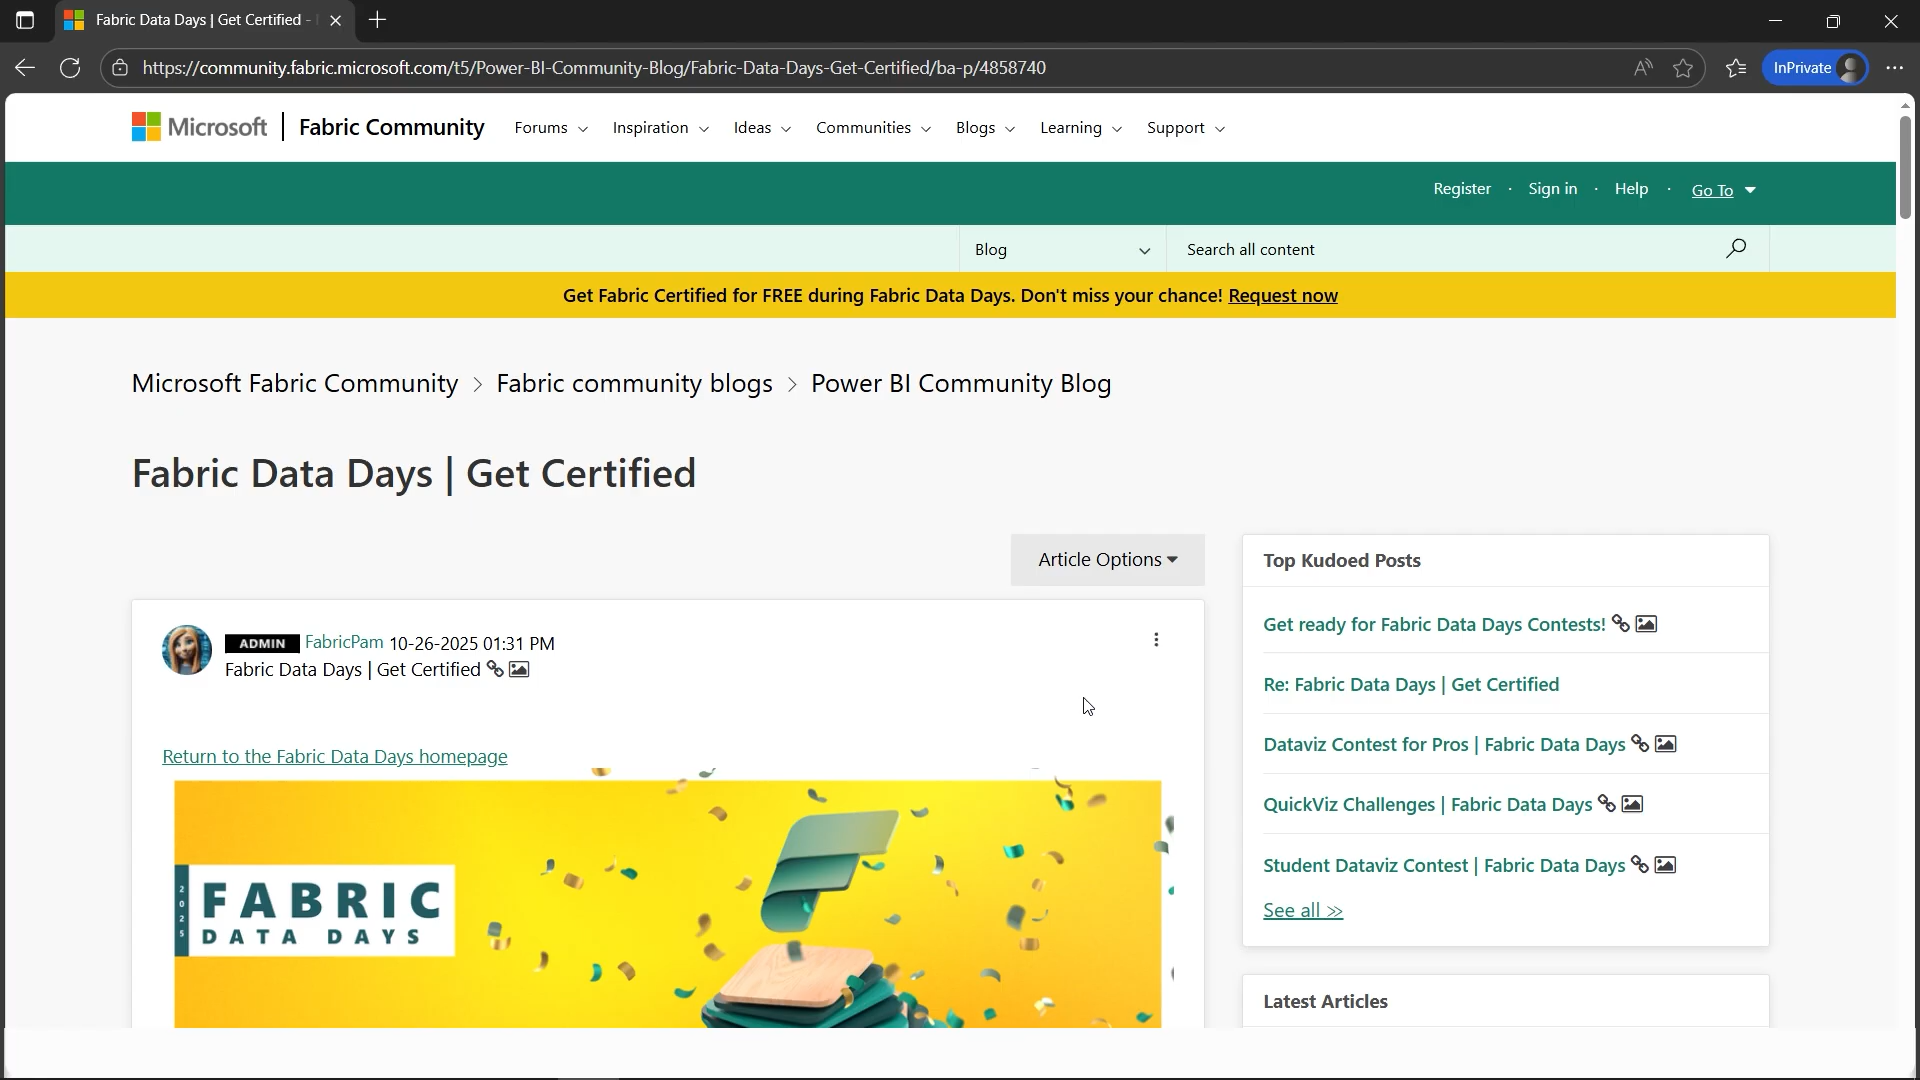 Fabric Data Days | Get Certified -
https://community.fabric.microsoft.com/t5/Power-BI-Community-Blog/Fabric-Data-Days-Get-Certified/ba-p/4858740
InPrivate
Microsoft
Fabric Community
Forums
Inspiration
Ideas
Communities
Blogs
Learning
Support
Register · Sign in · Help · Go To
Blog
Search all content
Get Fabric Certified for FREE during Fabric Data Days. Don't miss your chance! Request now
Microsoft Fabric Community > Fabric community blogs > Power BI Community Blog
Fabric Data Days | Get Certified
Article Options
ADMIN FabricPam 10-26-2025 01:31 PM
Fabric Data Days | Get Certified
Return to the Fabric Data Days homepage
2025
FABRIC
DATA DAYS
Top Kudoed Posts
Get ready for Fabric Data Days Contests!
Re: Fabric Data Days | Get Certified
Dataviz Contest for Pros | Fabric Data Days
QuickViz Challenges | Fabric Data Days
Student Dataviz Contest | Fabric Data Days
See all >>
Latest Articles